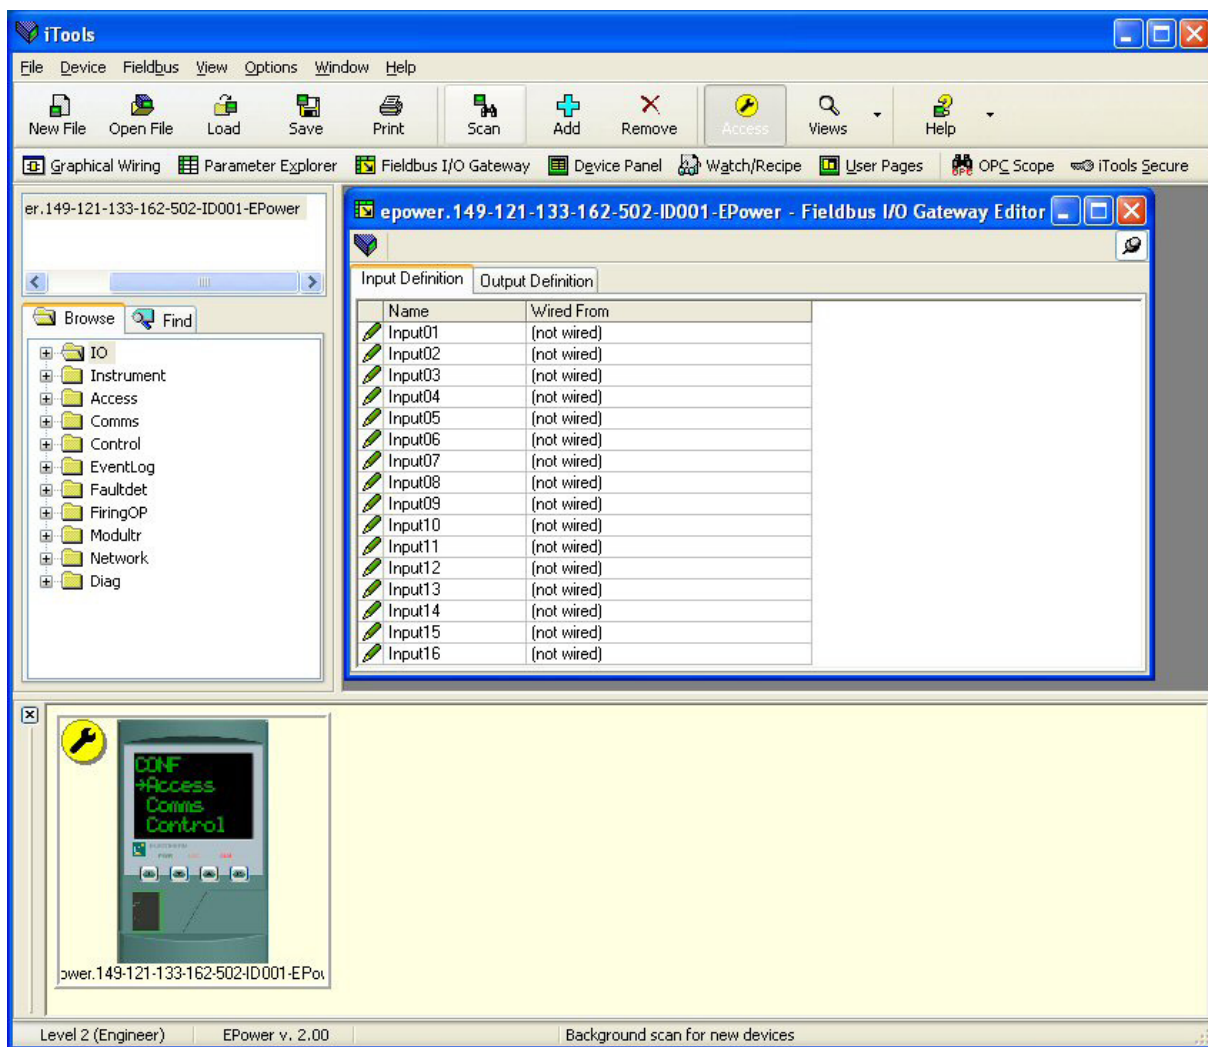 iTools
File Device Fieldbus View Options Window Help
New File Open File Load Save Print Scan Add Remove Access Views Help
Graphical Wiring Parameter Explorer Fieldbus I/O Gateway Device Panel Watch/Recipe User Pages OPC Scope iTools Secure
er.149-121-133-162-502-ID001-EPower
epower.149-121-133-162-502-ID001-EPower - Fieldbus I/O Gateway Editor
Input Definition Output Definition
Browse Find
IO
Instrument
Access
Comms
Control
EventLog
Faultdet
FiringOP
Modultr
Network
Diag
Name Wired From
Input01 (not wired)
Input02 (not wired)
Input03 (not wired)
Input04 (not wired)
Input05 (not wired)
Input06 (not wired)
Input07 (not wired)
Input08 (not wired)
Input09 (not wired)
Input10 (not wired)
Input11 (not wired)
Input12 (not wired)
Input13 (not wired)
Input14 (not wired)
Input15 (not wired)
Input16 (not wired)
CONF
→Access
Comms
Control
ower.149-121-133-162-502-ID001-EPow
Level 2 (Engineer) EPower v. 2.00 Background scan for new devices